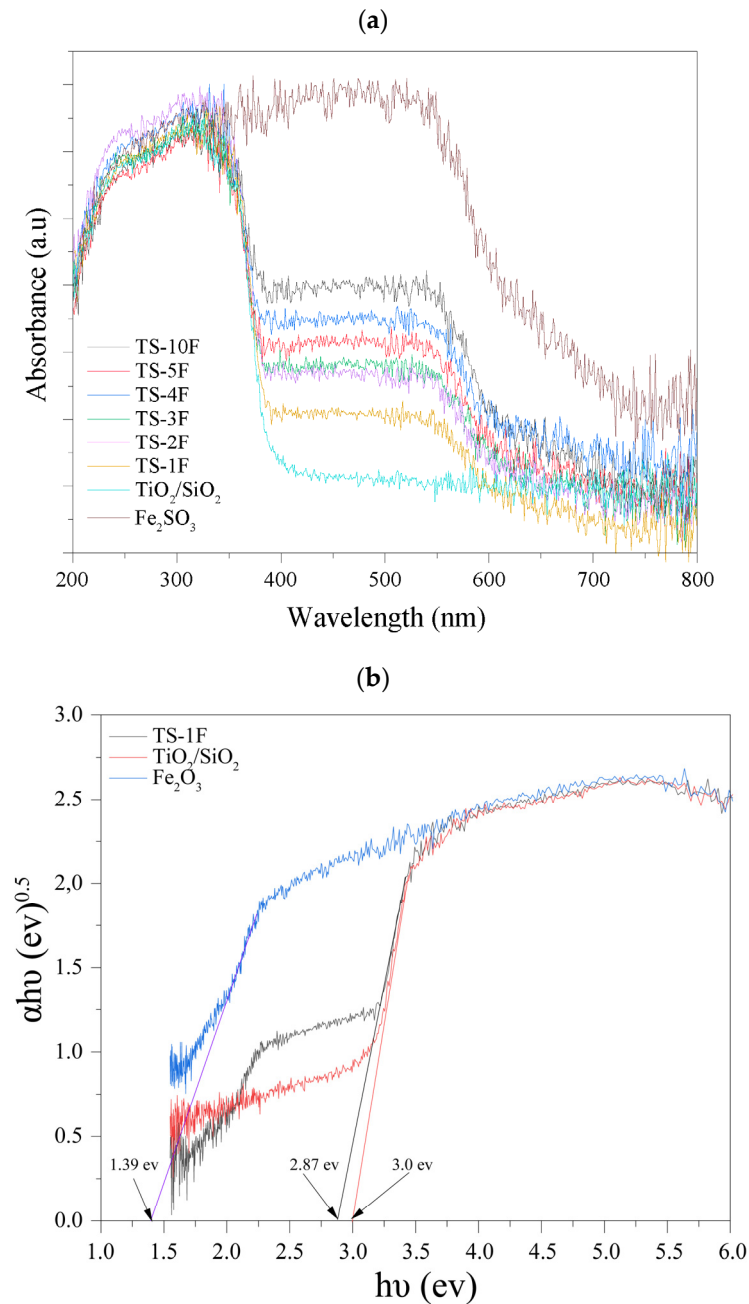 (a)
Absorbance (a.u)
TS-10F
TS-5F
TS-4F
TS-3F
TS-2F
TS-1F
TiO2/SiO2
Fe2SO3
200 300 400 500 600 700 800
Wavelength (nm)
(b)
3.0
2.5
2.0
1.5
1.0
0.5
0.0
αhυ (ev)0.5
TS-1F
TiO2/SiO2
Fe2O3
1.39 ev
2.87 ev
3.0 ev
1.0 1.5 2.0 2.5 3.0 3.5 4.0 4.5 5.0 5.5 6.0
hυ (ev)